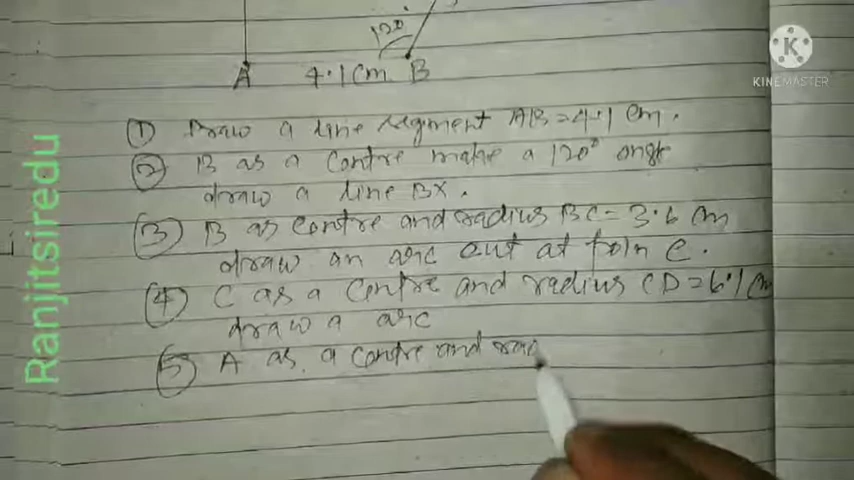 120°
A 4.1 cm B
K
KINEMASTER
① Draw a line segment AB = 4.1 cm.
② B as a centre make a 120° angle
draw a line BX.
③ B as centre and radius BC = 3.6 cm
draw an arc cut at poin C.
④ C as a centre and radius CD = 6.1 cm
draw a arc
⑤ A as a centre and rad
Ranjitsiredu